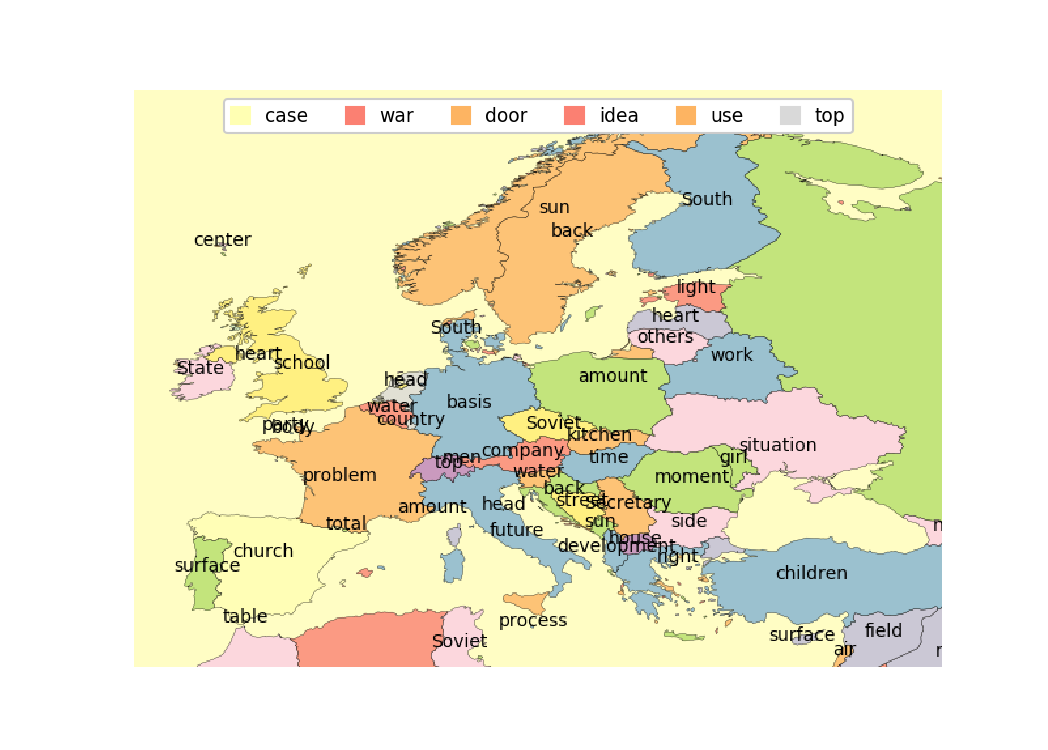 case war door idea use top
sun
South
back
center
light
heart
others
South
heart
school
work
State
head
amount
basis
water
country
party
body
Soviet
kitchen
situation
company
men
top
time
girl
problem
water
moment
back
street
secretary
amount
head
total
sun
side
future
house
development
right
church
surface
children
table
process
field
surface
Soviet
air